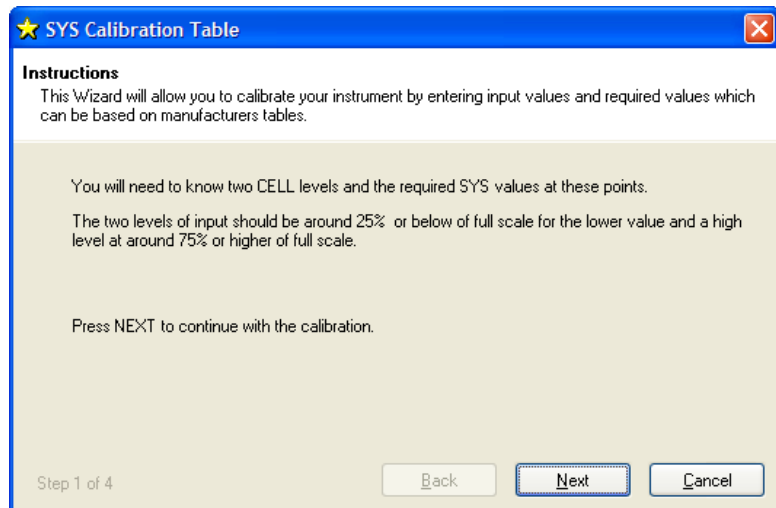 SYS Calibration Table
Instructions
This Wizard will allow you to calibrate your instrument by entering input values and required values which
can be based on manufacturers tables.
You will need to know two CELL levels and the required SYS values at these points.
The two levels of input should be around 25%  or below of full scale for the lower value and a high
level at around 75% or higher of full scale.
Press NEXT to continue with the calibration.
Step 1 of 4
Back
Next
Cancel